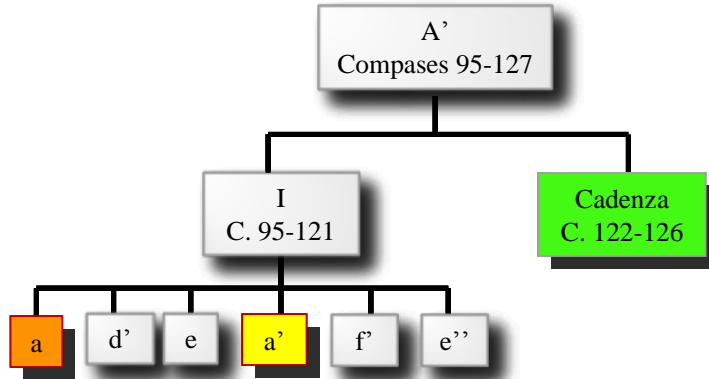 A’
Compases 95-127
I
C. 95-121
Cadenza
C. 122-126
a
d’
e
a’
f’
e’’